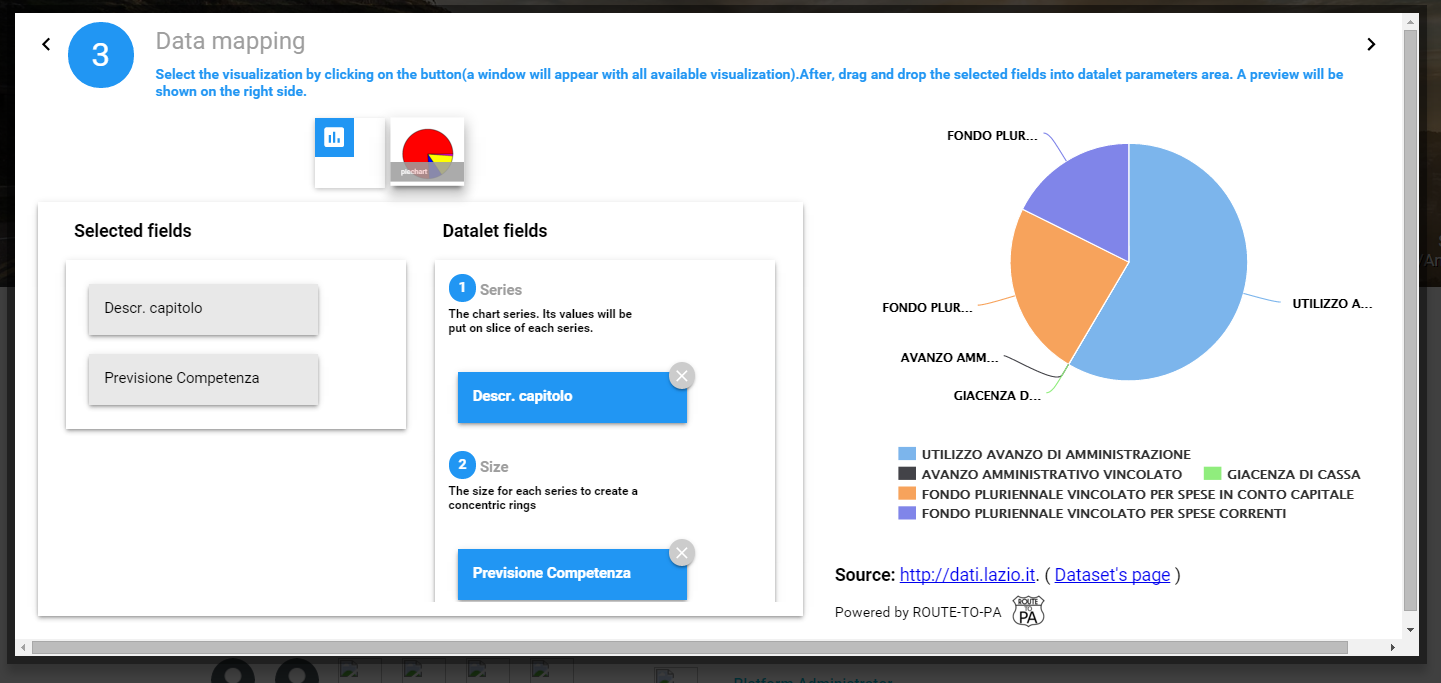 3
Data mapping
Select the visualization by clicking on the button(a window will appear with all available visualization).After, drag and drop the selected fields into datalet parameters area. A preview will be
shown on the right side.
piechart
Selected fields
Descr. capitolo
Previsione Competenza
Datalet fields
1 Series
The chart series. Its values will be
put on slice of each series.
Descr. capitolo
2 Size
The size for each series to create a
concentric rings
Previsione Competenza
FONDO PLUR...
UTILIZZO A...
FONDO PLUR...
AVANZO AMM...
GIACENZA D...
UTILIZZO AVANZO DI AMMINISTRAZIONE
AVANZO AMMINISTRATIVO VINCOLATO GIACENZA DI CASSA
FONDO PLURIENNALE VINCOLATO PER SPESE IN CONTO CAPITALE
FONDO PLURIENNALE VINCOLATO PER SPESE CORRENTI
Source: http://dati.lazio.it. ( Dataset's page )
Powered by ROUTE-TO-PA
ROUTE
TO
PA
Platform Administrator